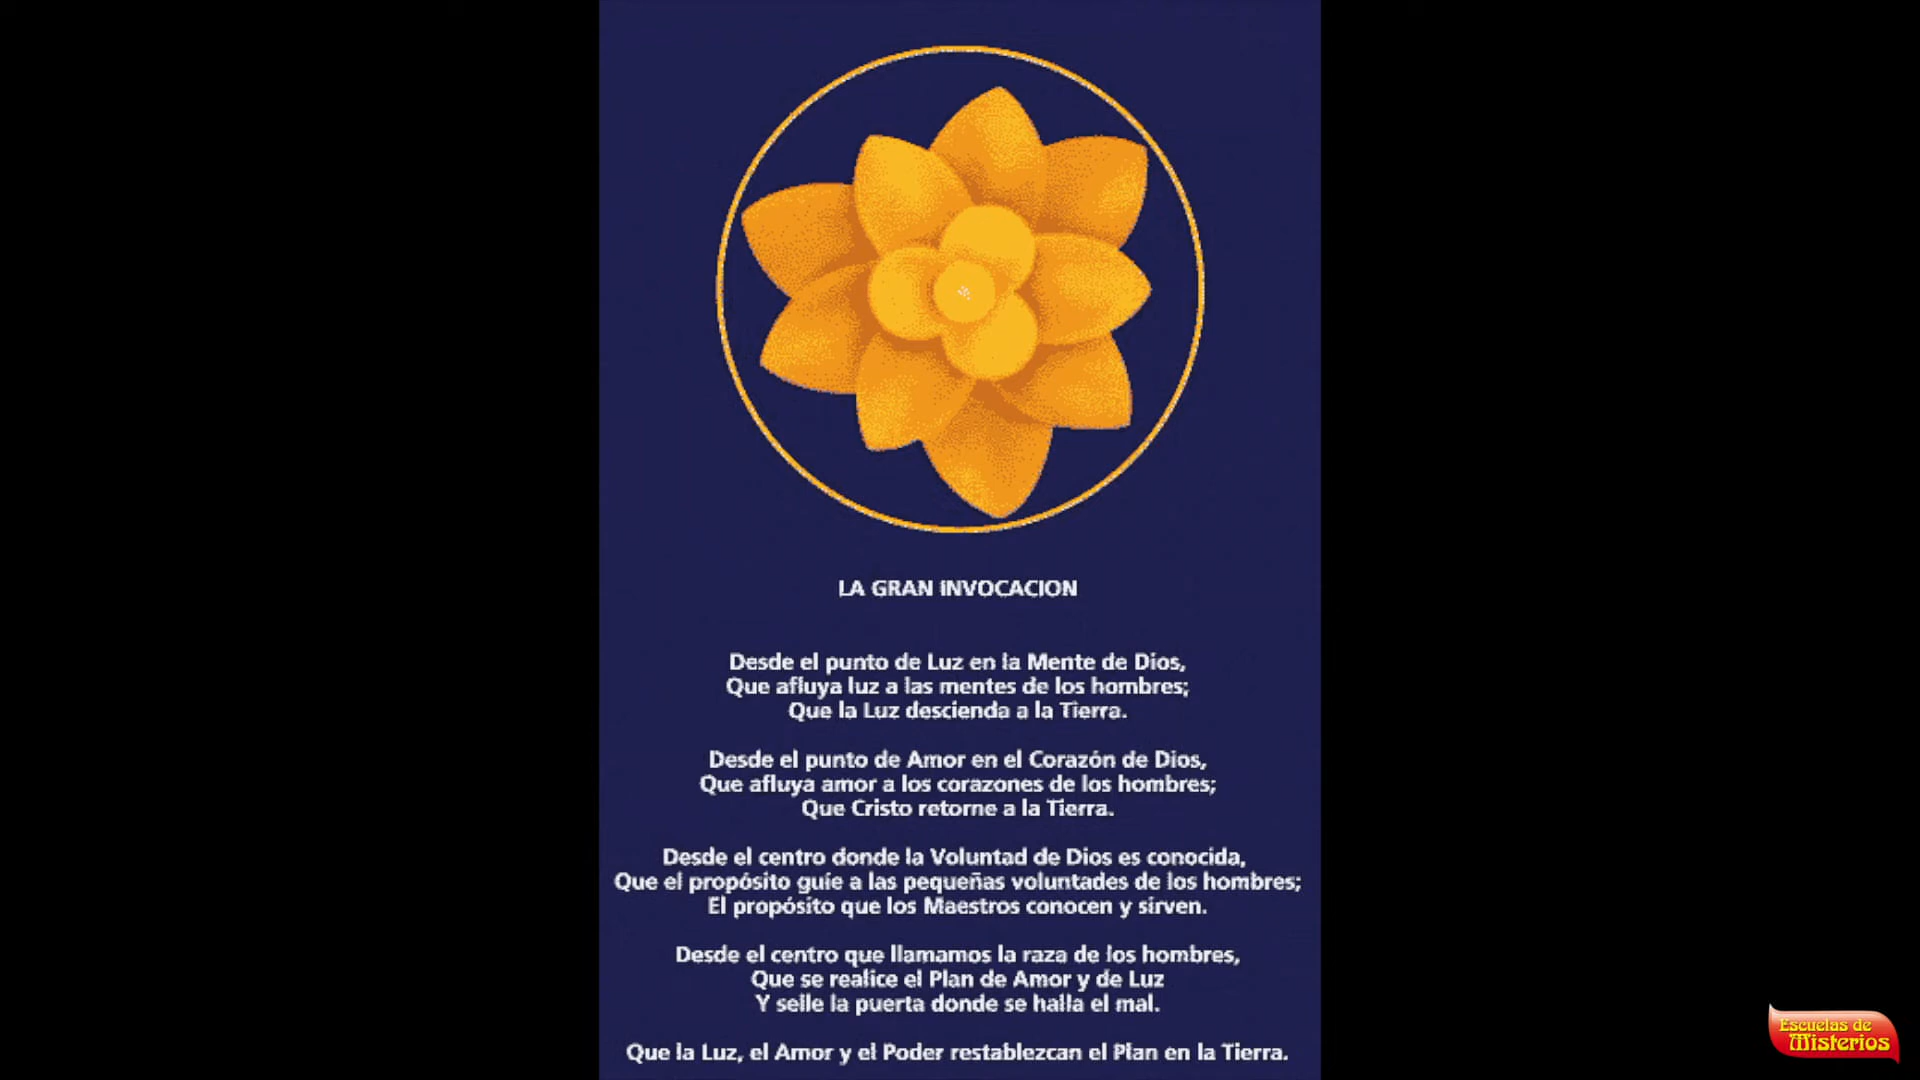 LA GRAN INVOCACION
Desde el punto de Luz en la Mente de Dios,
Que afluya luz a las mentes de los hombres;
Que la Luz descienda a la Tierra.
Desde el punto de Amor en el Corazón de Dios,
Que afluya amor a los corazones de los hombres;
Que Cristo retorne a la Tierra.
Desde el centro donde la Voluntad de Dios es conocida,
Que el propósito guíe a las pequeñas voluntades de los hombres;
El propósito que los Maestros conocen y sirven.
Desde el centro que llamamos la raza de los hombres,
Que se realice el Plan de Amor y de Luz
Y selle la puerta donde se halla el mal.
Que la Luz, el Amor y el Poder restablezcan el Plan en la Tierra.
Escuelas de
Misterios